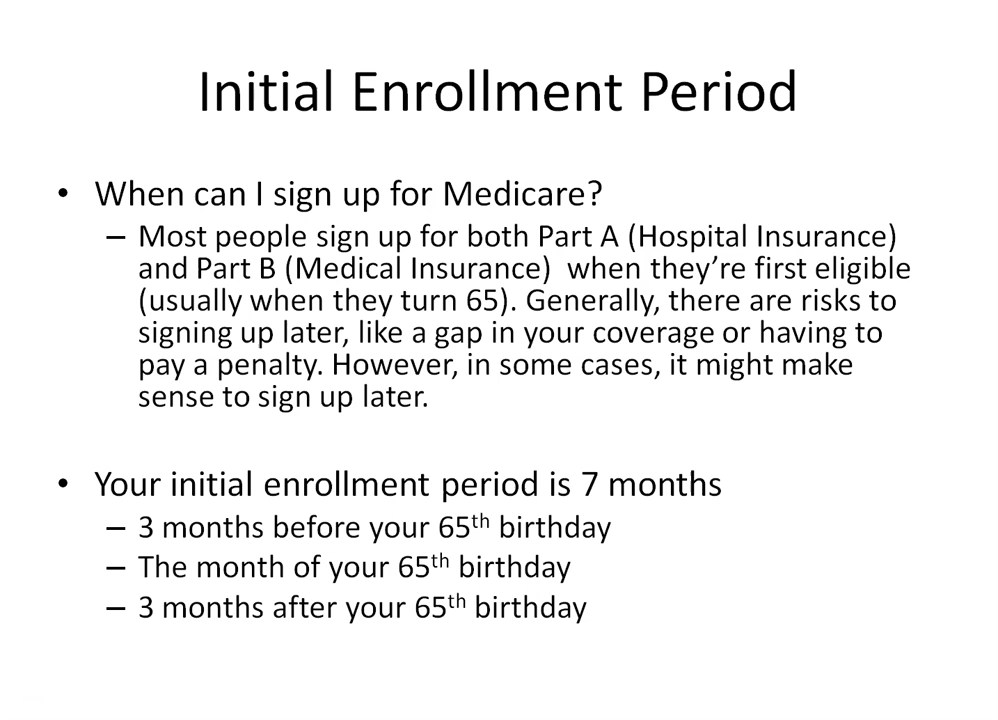 Initial Enrollment Period
• When can I sign up for Medicare?
– Most people sign up for both Part A (Hospital Insurance)
and Part B (Medical Insurance)  when they’re first eligible
(usually when they turn 65). Generally, there are risks to
signing up later, like a gap in your coverage or having to
pay a penalty. However, in some cases, it might make
sense to sign up later.
• Your initial enrollment period is 7 months
– 3 months before your 65th birthday
– The month of your 65th birthday
– 3 months after your 65th birthday